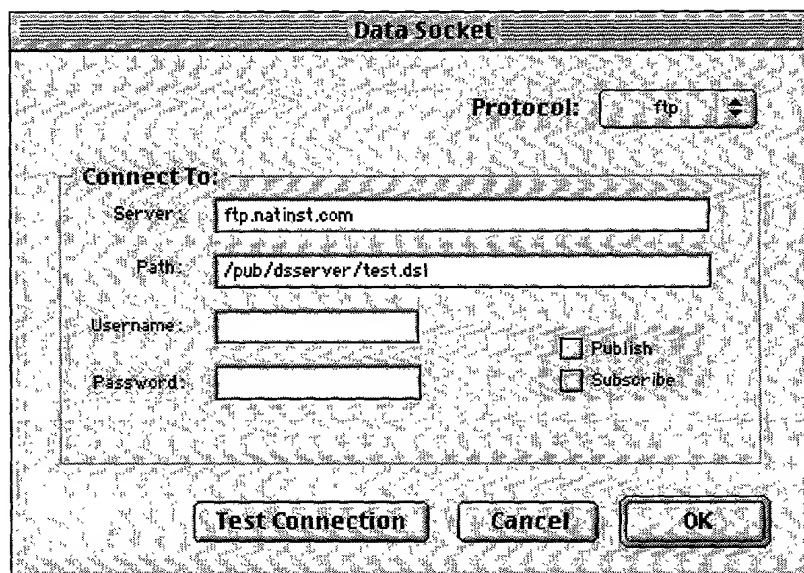 Data Socket
Protocol: ftp
Connect To:
Server: ftp.natinst.com
Path: /pub/dsserver/test.dsl
Username:
Publish
Password:
Subscribe
Test Connection Cancel OK